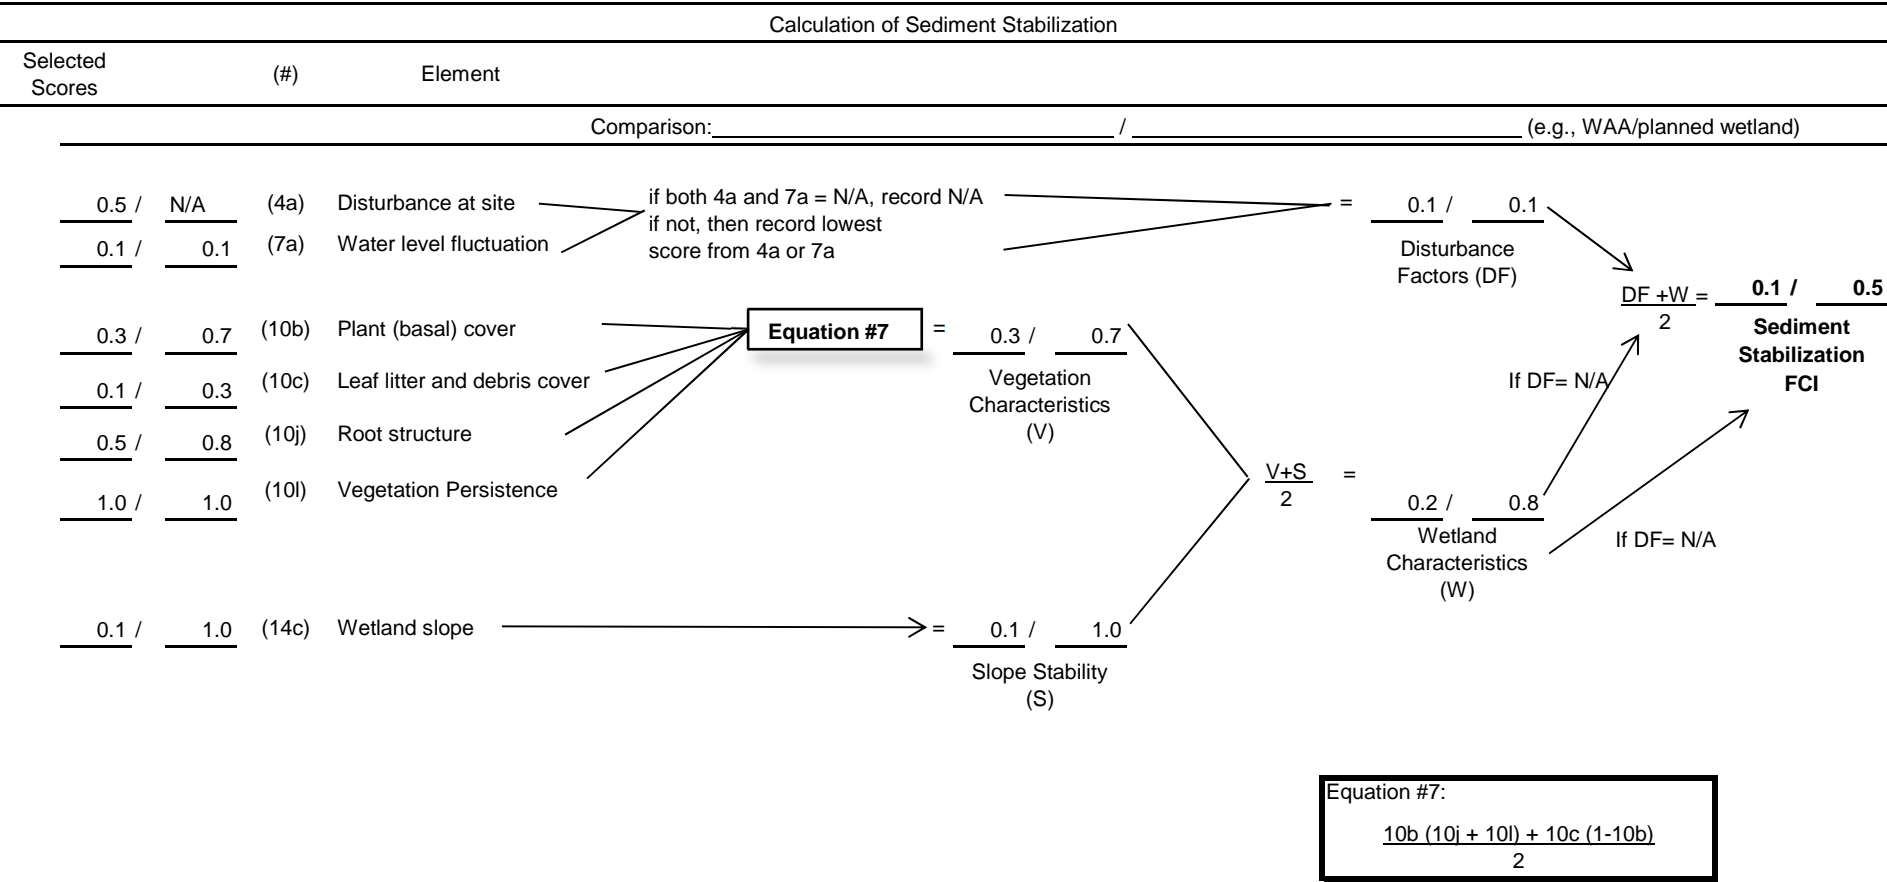 Calculation of Sediment Stabilization
Selected Scores (#) Element
Comparison: / (e.g., WAA/planned wetland)
0.5 / N/A (4a) Disturbance at site
0.1 / 0.1 (7a) Water level fluctuation
if both 4a and 7a = N/A, record N/A
if not, then record lowest
score from 4a or 7a
= 0.1 / 0.1
Disturbance
Factors (DF)
0.3 / 0.7 (10b) Plant (basal) cover
0.1 / 0.3 (10c) Leaf litter and debris cover
0.5 / 0.8 (10j) Root structure
1.0 / 1.0 (10l) Vegetation Persistence
Equation #7 = 0.3 / 0.7
Vegetation
Characteristics
(V)
0.1 / 1.0 (14c) Wetland slope = 0.1 / 1.0
Slope Stability
(S)
V+S =
2
0.2 / 0.8
Wetland
Characteristics
(W)
If DF= N/A
If DF= N/A
DF +W = 0.1 / 0.5
2
Sediment
Stabilization
FCI
Equation #7:
10b (10j + 10l) + 10c (1-10b)
2